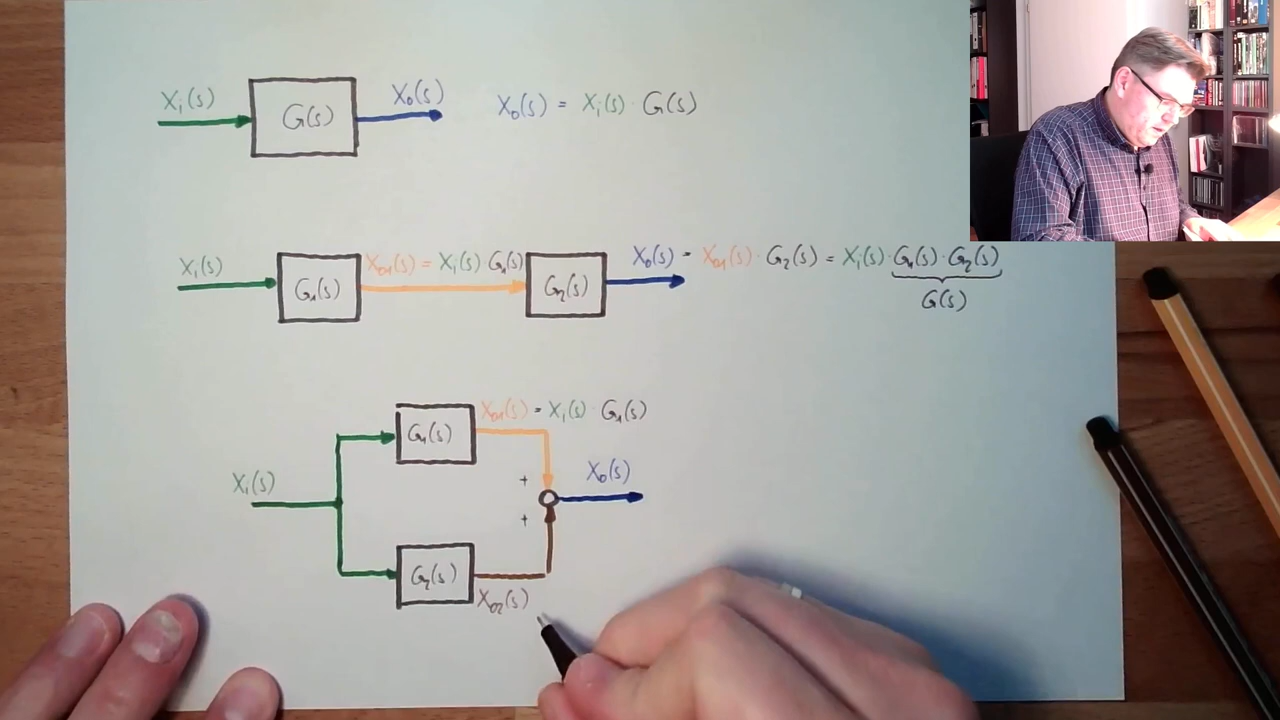 Xi(s) G(s) Xo(s) Xo(s) = Xi(s) · G(s)
Xi(s) G1(s) Xo1(s) = Xi(s) · G1(s) G2(s) Xo(s) = Xo1(s) · G2(s) = Xi(s) · G1(s) · G2(s)
G(s)
Xo1(s) = Xi(s) · G1(s)
G1(s)
Xi(s) + Xo(s)
+
G2(s)
Xo2(s)